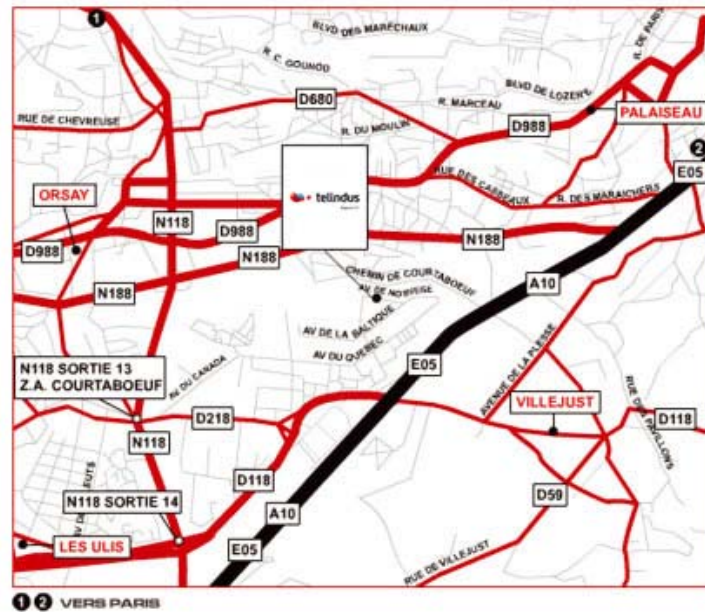 1
BLVD DES MARÉCHAUX
R. DE PARIS
R. C. GOUNOD
BLVD DE LOZERE
D680
R. MARCEAU
RUE DE CHEVREUSE
PALAISEAU
R. DU MOULIN
D988
2
E05
telindus
RUE DES CASSEAUX
R. DES MARAICHERS
ORSAY
N118
D988
N188
D988
N188
CHEMIN DE COURTABOEUF
AV DE NORVEGE
A10
N188
AV DE LA BALTIQUE
AV DU QUEBEC
N118 SORTIE 13
Z.A. COURTABOEUF
AV DU CANADA
E05
AVENUE DE LA PLESSE
VILLEJUST
RUE DES PAVILLONS
D218
D118
N118
D118
N118 SORTIE 14
D59
A10
LES ULIS
E05
RUE DE VILLEJUST
1 2 VERS PARIS